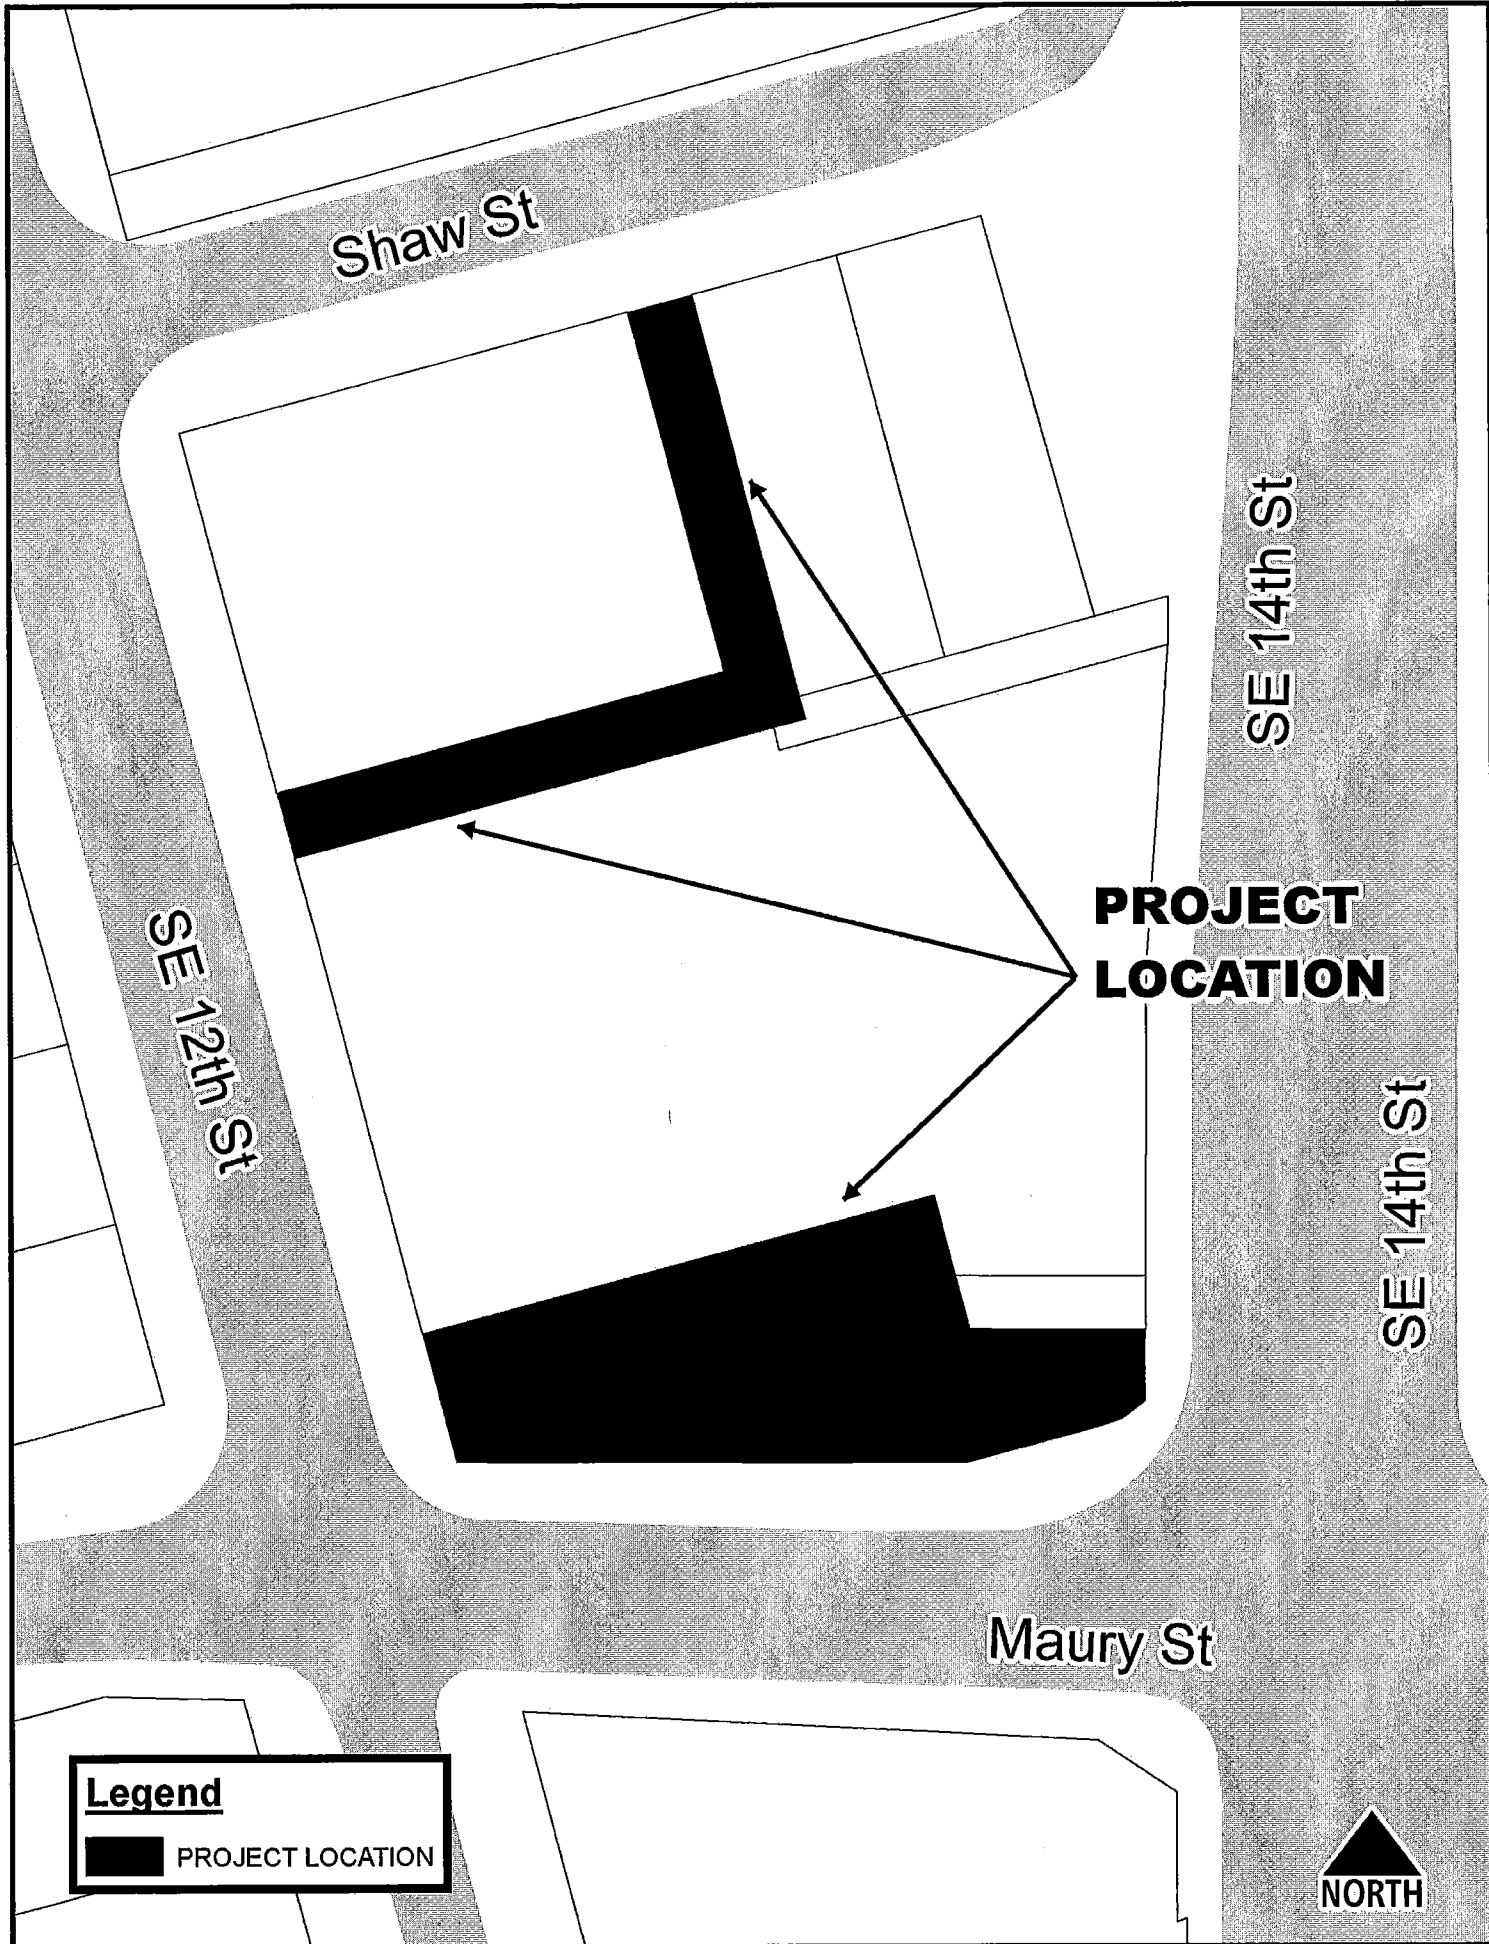 Shaw St
SE 14th St
PROJECT
LOCATION
SE 12th St
SE 14th St
Maury St
Legend
PROJECT LOCATION
NORTH